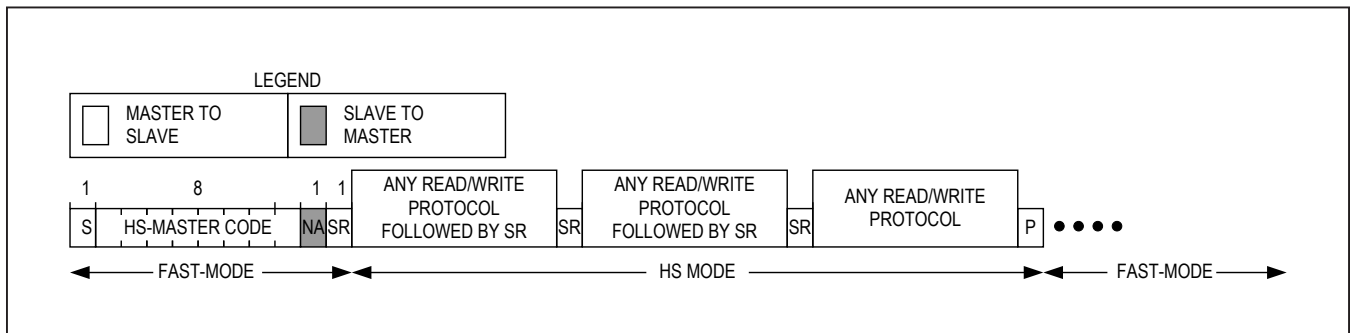 LEGEND
MASTER TO
SLAVE
SLAVE TO
MASTER
1 8 1 1
S HS-MASTER CODE NA SR
ANY READ/WRITE
PROTOCOL
FOLLOWED BY SR
SR
ANY READ/WRITE
PROTOCOL
FOLLOWED BY SR
SR
ANY READ/WRITE
PROTOCOL
P
FAST-MODE HS MODE FAST-MODE